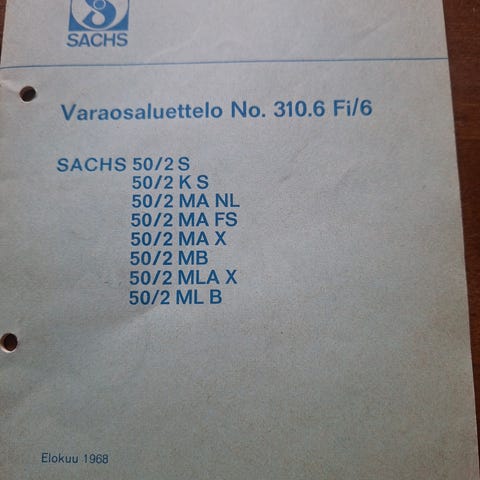 SACHS
Varaosaluettelo No. 310.6 Fi/6
SACHS 50/2 S
50/2 K S
50/2 MA NL
50/2 MA FS
50/2 MA X
50/2 MB
50/2 MLA X
50/2 ML B
Elokuu 1968